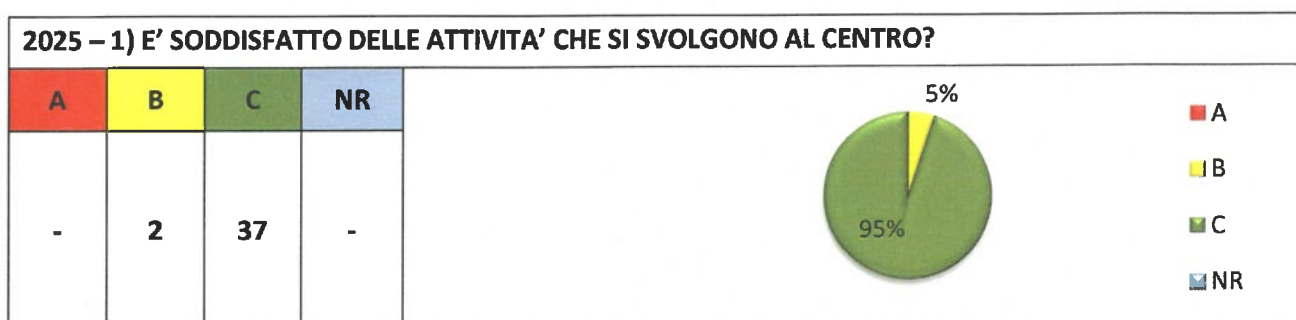 2025 – 1) E’ SODDISFATTO DELLE ATTIVITA’ CHE SI SVOLGONO AL CENTRO?
A B C NR
- 2 37 -
5%
95%
A
B
C
NR